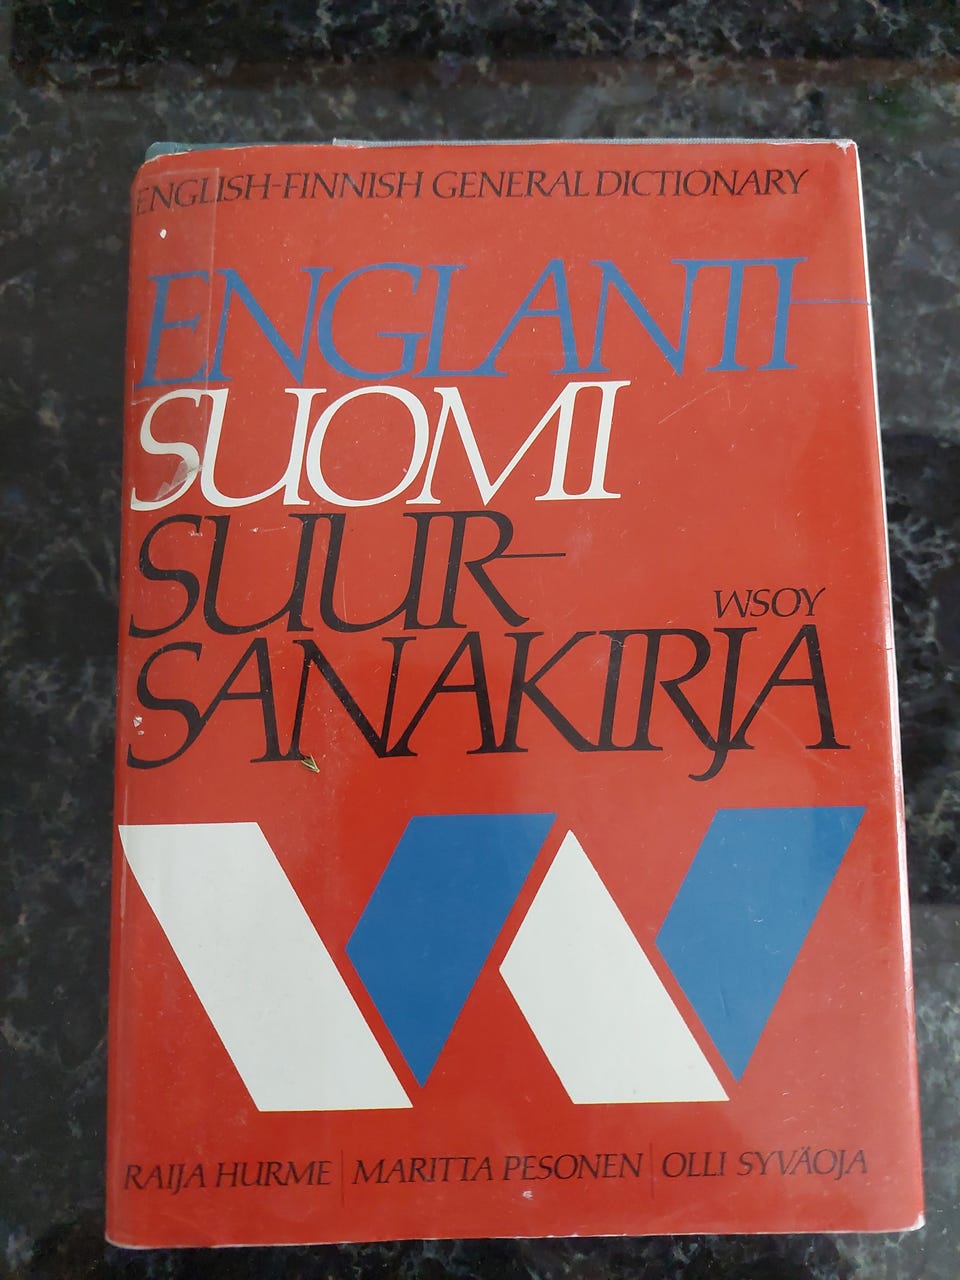 ENGLISH-FINNISH GENERAL DICTIONARY
ENGLANTI-
SUOMI
SUUR-
WSOY
SANAKIRJA
RAIJA HURME | MARITTA PESONEN | OLLI SYVÄOJA